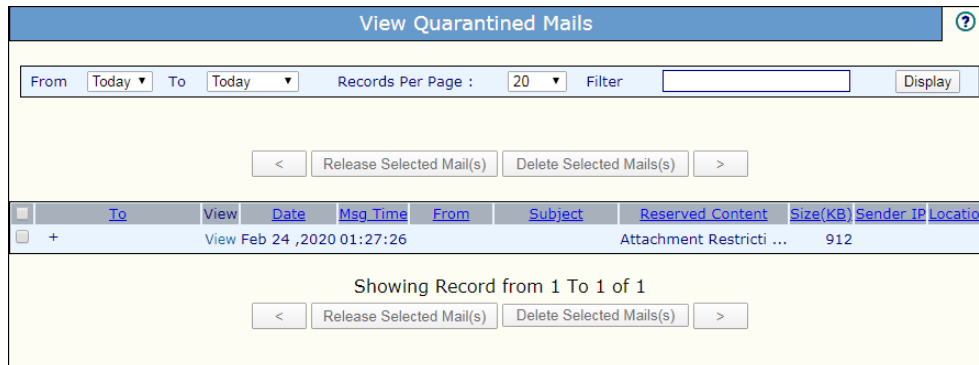 View Quarantined Mails ?
From Today To Today Records Per Page : 20 Filter Display
< Release Selected Mail(s) Delete Selected Mails(s) >
To View Date Msg Time From Subject Reserved Content Size(KB) Sender IP Locatio
+ View Feb 24 ,2020 01:27:26 Attachment Restricti ... 912
Showing Record from 1 To 1 of 1
< Release Selected Mail(s) Delete Selected Mails(s) >